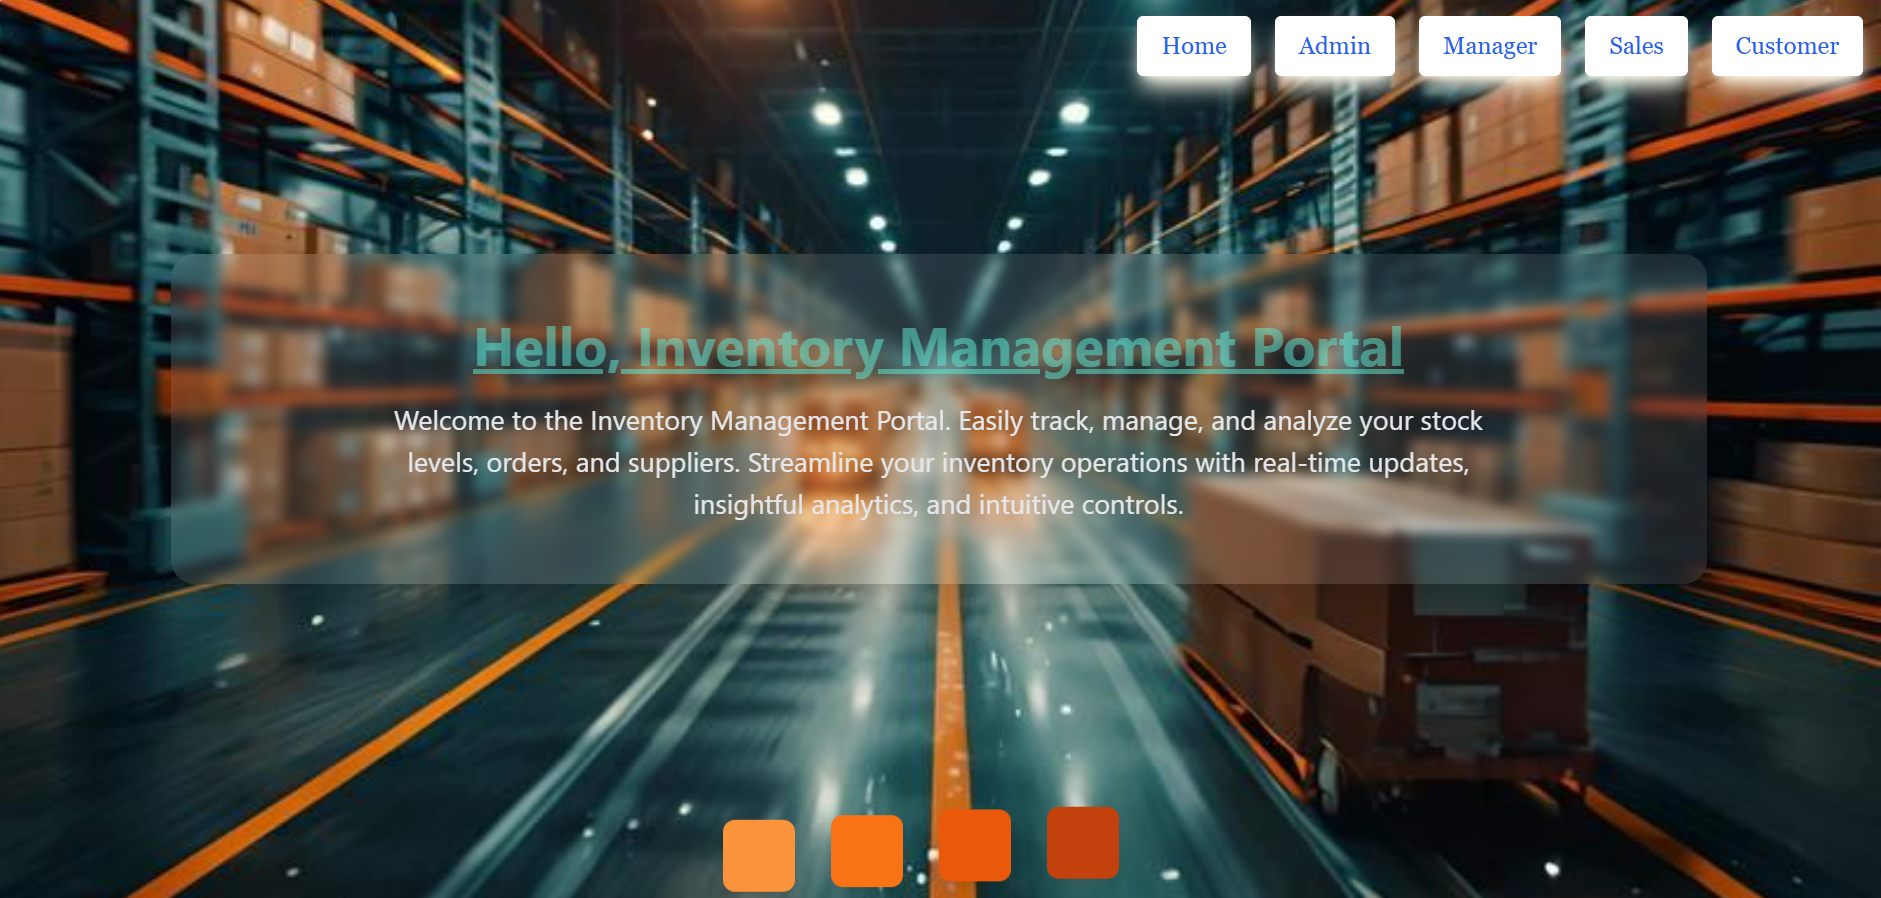 Home Admin Manager Sales Customer
Hello, Inventory Management Portal
Welcome to the Inventory Management Portal. Easily track, manage, and analyze your stock
levels, orders, and suppliers. Streamline your inventory operations with real-time updates,
insightful analytics, and intuitive controls.